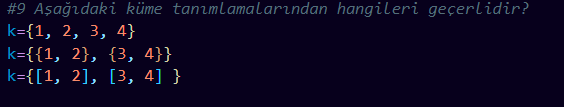 #9 Aşağıdaki küme tanımlamalarından hangileri geçerlidir?
k={1, 2, 3, 4}
k={{1, 2}, {3, 4}}
k={[1, 2], [3, 4] }